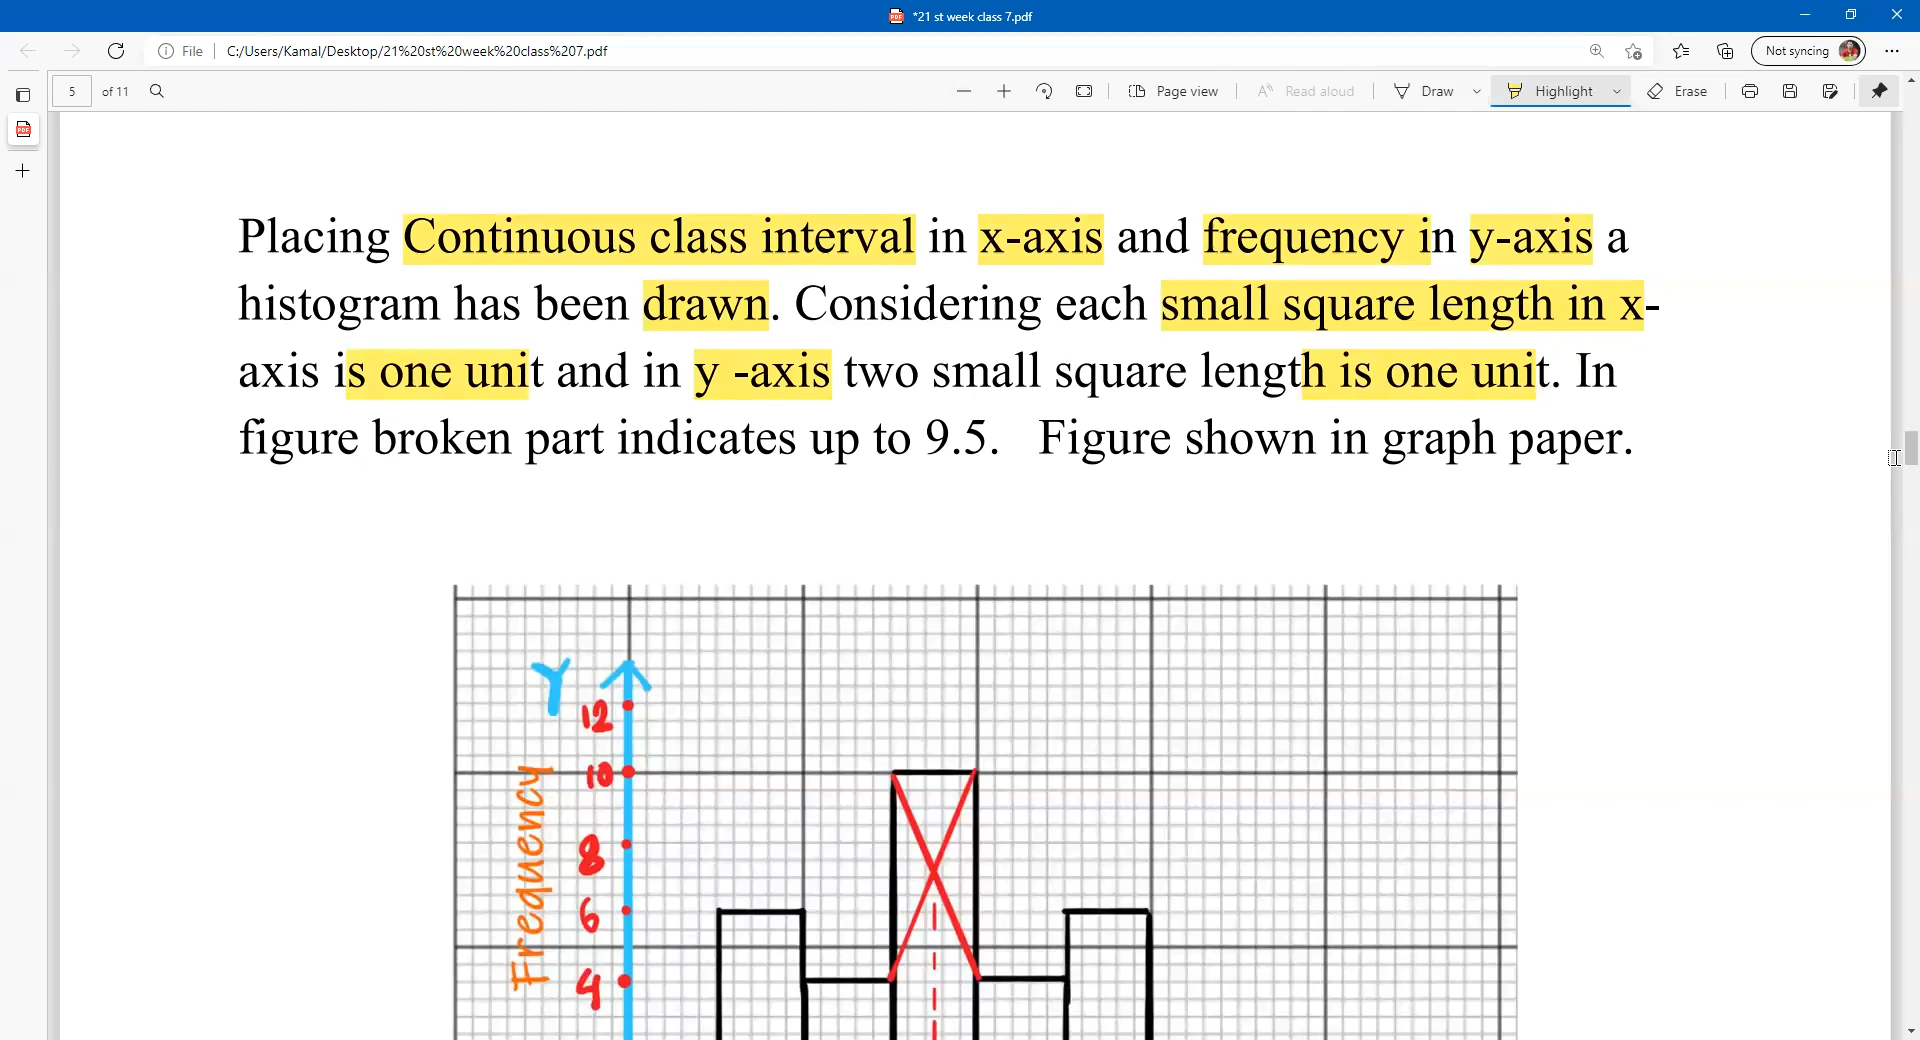 *21 st week class 7.pdf
File C:/Users/Kamal/Desktop/21%20st%20week%20class%207.pdf Not syncing
5 of 11 Page view Read aloud Draw Highlight Erase
Placing Continuous class interval in x-axis and frequency in y-axis a
histogram has been drawn. Considering each small square length in x-
axis is one unit and in y -axis two small square length is one unit. In
figure broken part indicates up to 9.5. Figure shown in graph paper.
Y
12
10
8
6
4
Frequency